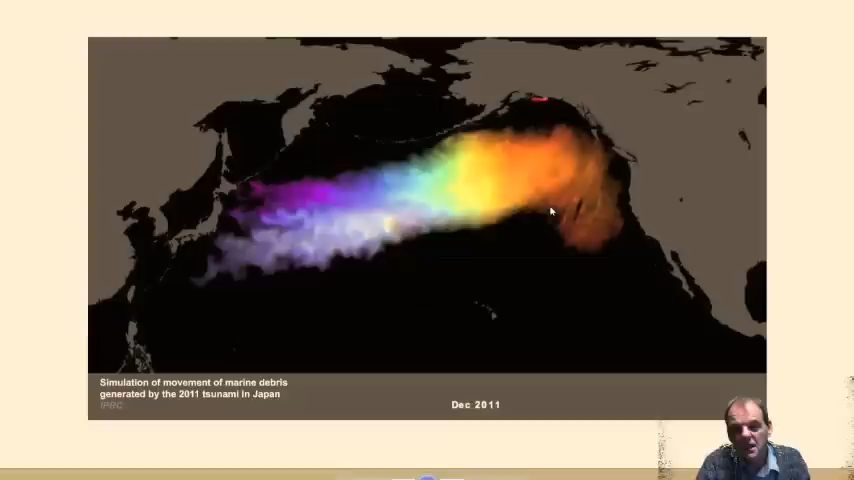 Simulation of movement of marine debris
generated by the 2011 tsunami in Japan
IPRC
Dec 2011